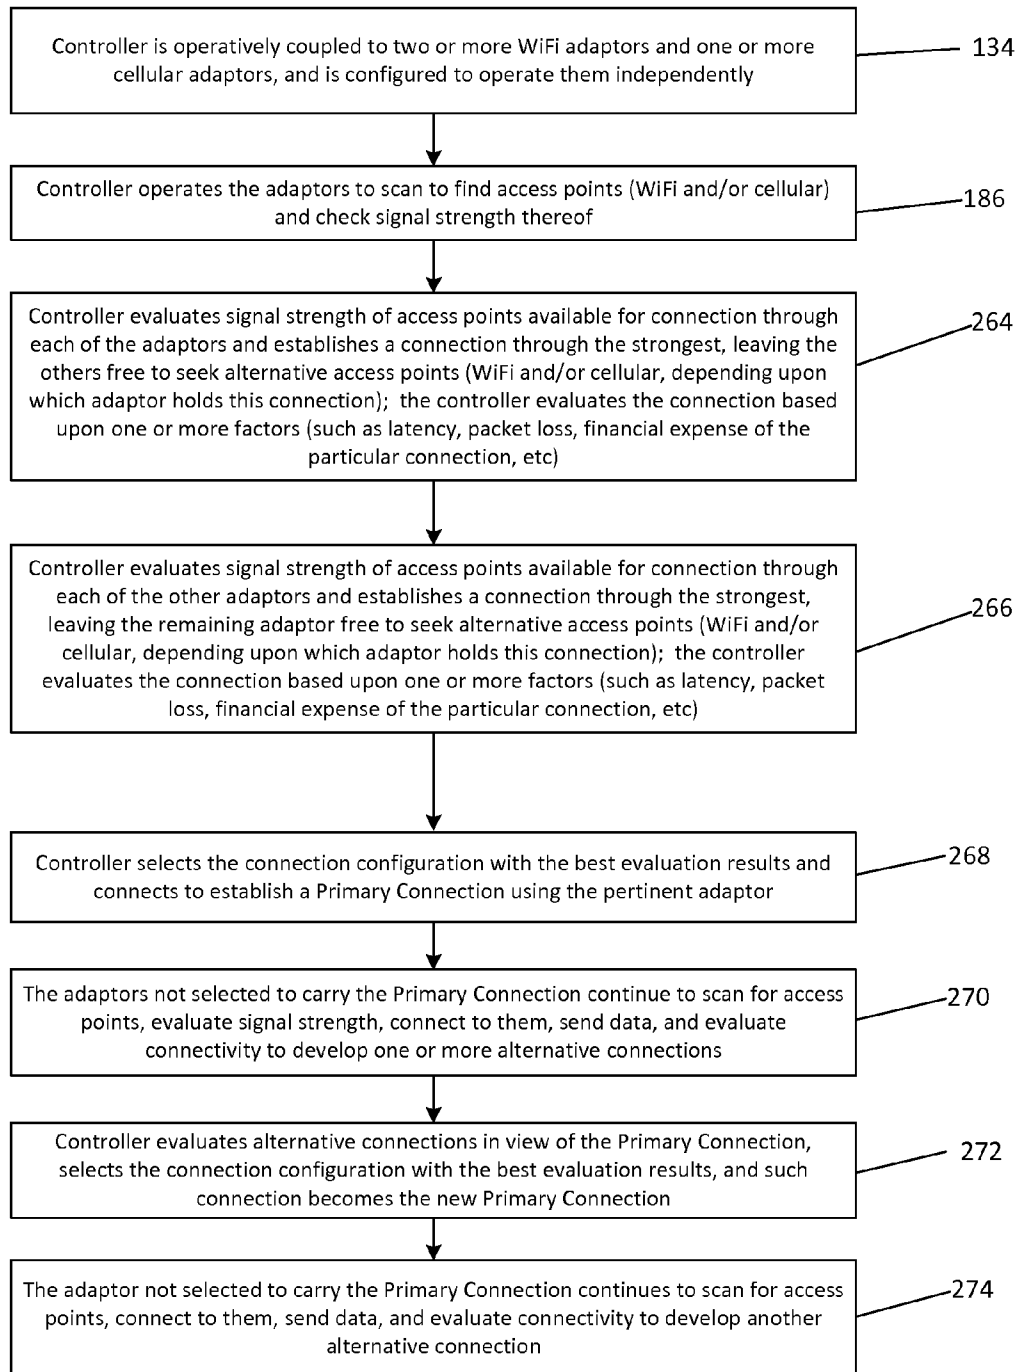 Controller is operatively coupled to two or more WiFi adaptors and one or more
cellular adaptors, and is configured to operate them independently
134
Controller operates the adaptors to scan to find access points (WiFi and/or cellular)
and check signal strength thereof
186
Controller evaluates signal strength of access points available for connection through
each of the adaptors and establishes a connection through the strongest, leaving the
others free to seek alternative access points (WiFi and/or cellular, depending upon
which adaptor holds this connection); the controller evaluates the connection based
upon one or more factors (such as latency, packet loss, financial expense of the
particular connection, etc)
264
Controller evaluates signal strength of access points available for connection through
each of the other adaptors and establishes a connection through the strongest,
leaving the remaining adaptor free to seek alternative access points (WiFi and/or
cellular, depending upon which adaptor holds this connection); the controller
evaluates the connection based upon one or more factors (such as latency, packet
loss, financial expense of the particular connection, etc)
266
Controller selects the connection configuration with the best evaluation results and
connects to establish a Primary Connection using the pertinent adaptor
268
The adaptors not selected to carry the Primary Connection continue to scan for access
points, evaluate signal strength, connect to them, send data, and evaluate
connectivity to develop one or more alternative connections
270
Controller evaluates alternative connections in view of the Primary Connection,
selects the connection configuration with the best evaluation results, and such
connection becomes the new Primary Connection
272
The adaptor not selected to carry the Primary Connection continues to scan for access
points, connect to them, send data, and evaluate connectivity to develop another
alternative connection
274